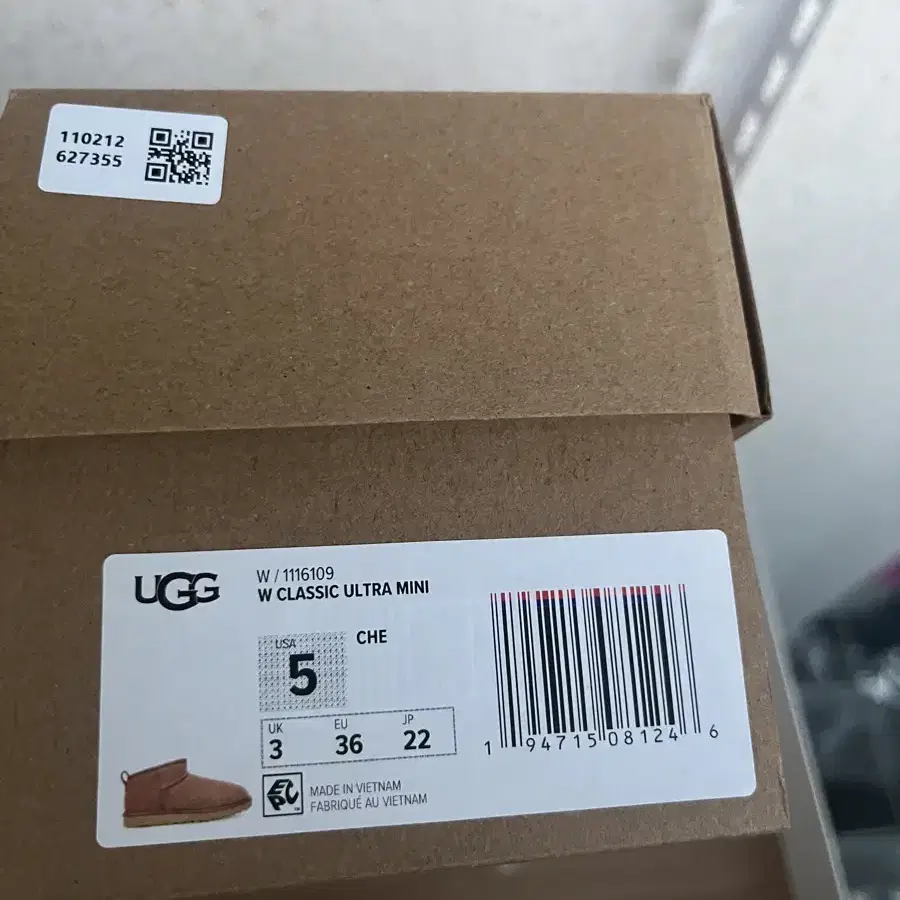 110212
627355
UGG
W / 1116109
W CLASSIC ULTRA MINI
USA
5
CHE
UK
3
EU
36
JP
22
1 94715 08124 6
EPC
MADE IN VIETNAM
FABRIQUÉ AU VIETNAM